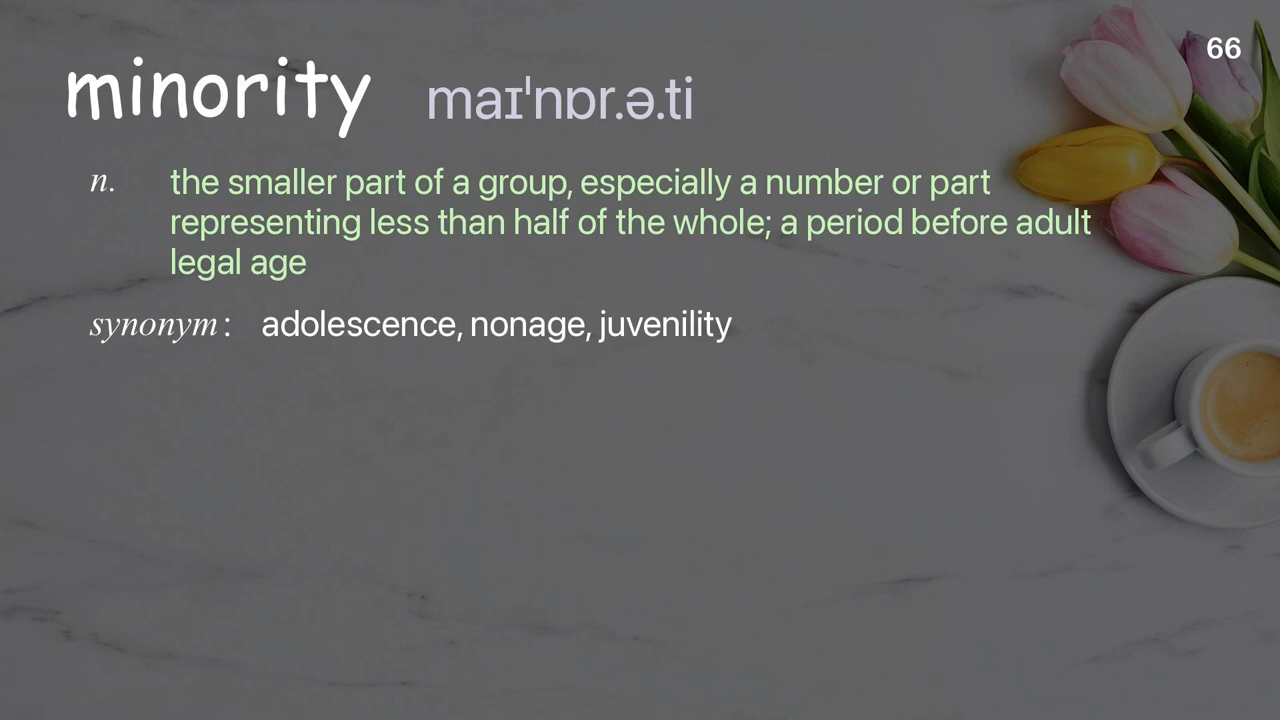 66
minority maɪˈnɒr.ə.ti
n. the smaller part of a group, especially a number or part
representing less than half of the whole; a period before adult
legal age
synonym: adolescence, nonage, juvenility